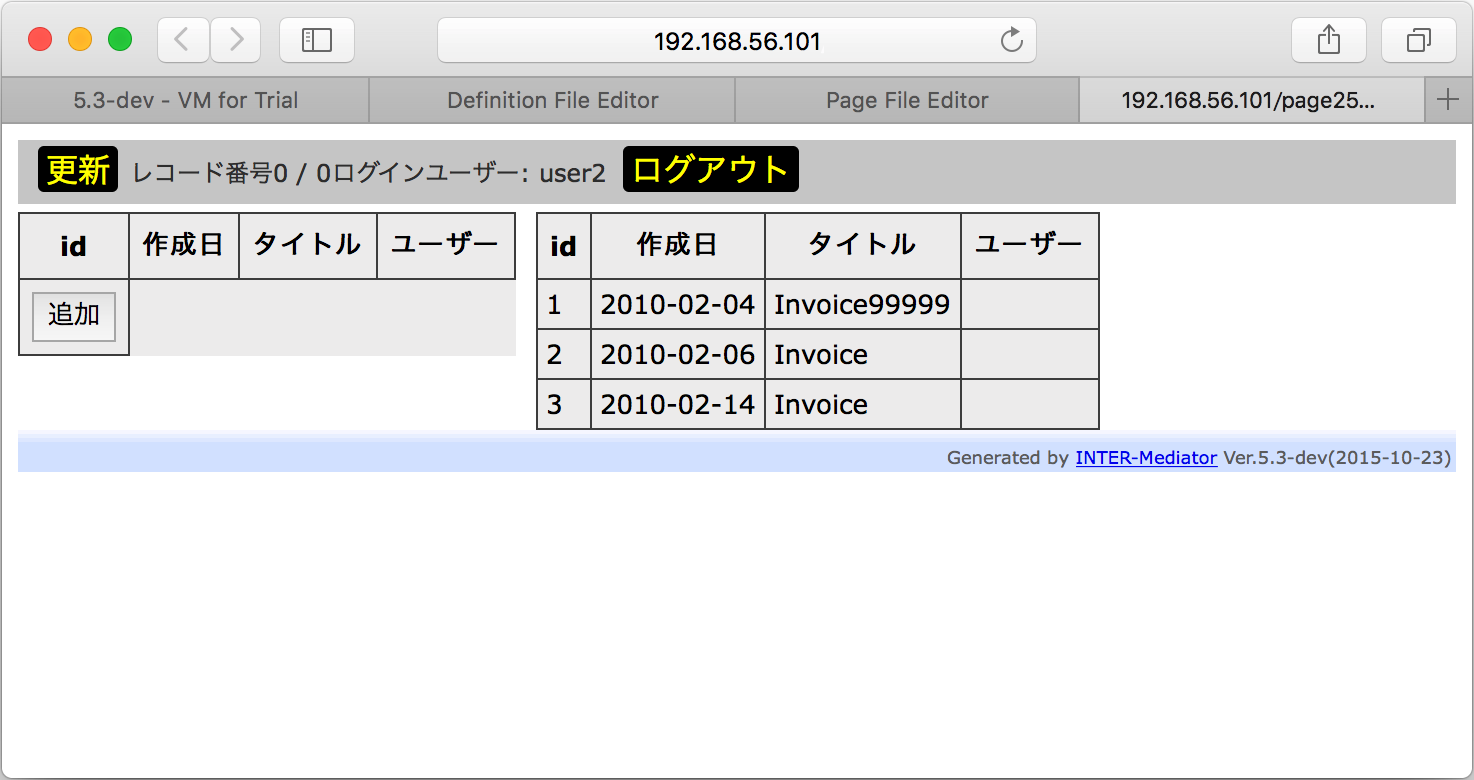 192.168.56.101
5.3-dev - VM for Trial Definition File Editor Page File Editor 192.168.56.101/page25...
更新 レコード番号0 / 0ログインユーザー: user2 ログアウト
id 作成日 タイトル ユーザー
追加
id 作成日 タイトル ユーザー
1 2010-02-04 Invoice99999
2 2010-02-06 Invoice
3 2010-02-14 Invoice
Generated by INTER-Mediator Ver.5.3-dev(2015-10-23)